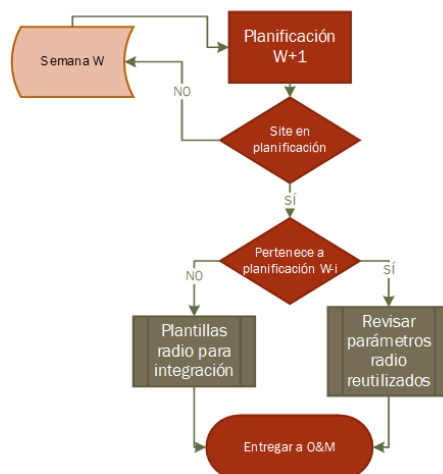 Planificación
W+1
Semana W
NO
Site en
planificación
SÍ
Pertenece a
planificación W-i
NO
SÍ
Plantillas
radio para
integración
Revisar
parámetros
radio
reutilizados
Entregar a O&M